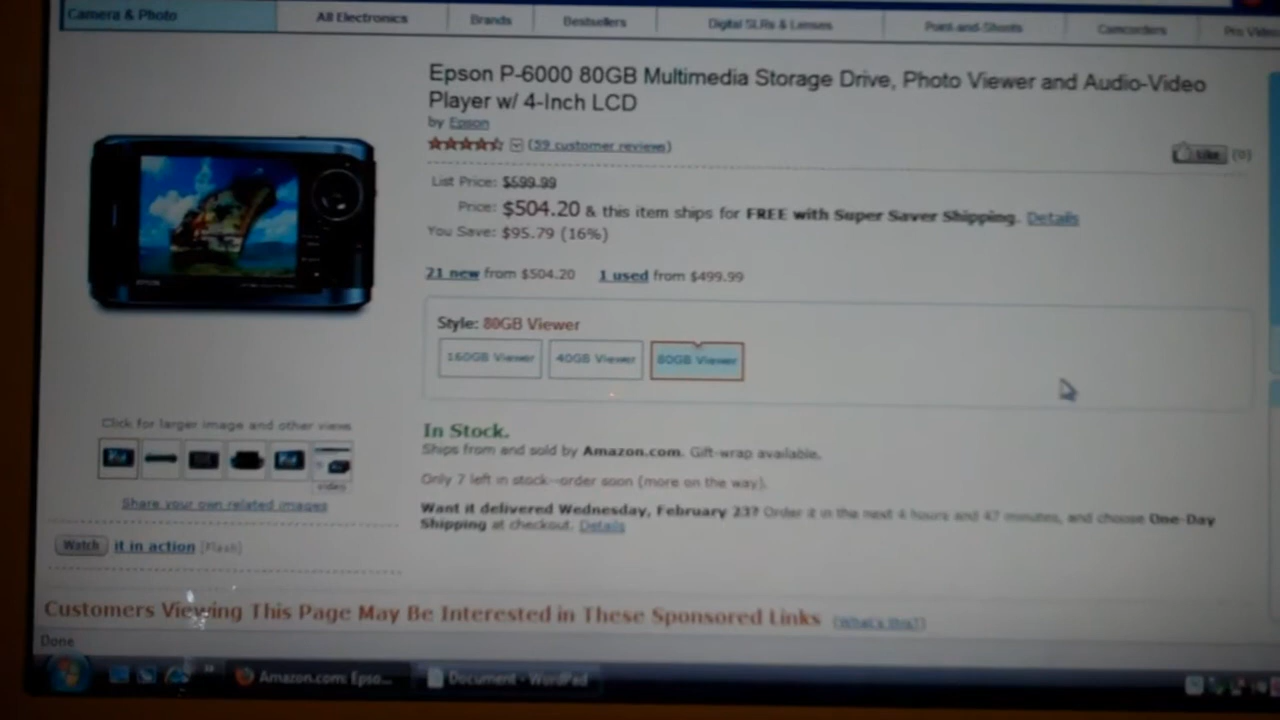 Camera & Photo
All Electronics
Brands
Bestsellers
Digital SLRs & Lenses
Point-and-Shoots
Camcorders
Pro Video
Epson P-6000 80GB Multimedia Storage Drive, Photo Viewer and Audio-Video
Player w/ 4-Inch LCD
by Epson
(59 customer reviews)
Like (0)
List Price: $599.99
Price: $504.20 & this item ships for FREE with Super Saver Shipping. Details
You Save: $95.79 (16%)
21 new from $504.20 1 used from $499.99
Style: 80GB Viewer
160GB Viewer
40GB Viewer
80GB Viewer
Click for larger image and other views
video
Share your own related images
Watch it in action [Flash]
In Stock.
Ships from and sold by Amazon.com. Gift-wrap available.
Only 7 left in stock--order soon (more on the way).
Want it delivered Wednesday, February 23? Order it in the next 4 hours and 47 minutes, and choose One-Day
Shipping at checkout. Details
Customers Viewing This Page May Be Interested in These Sponsored Links (What's this?)
Done
Amazon.com: Epso...
Document - WordPad